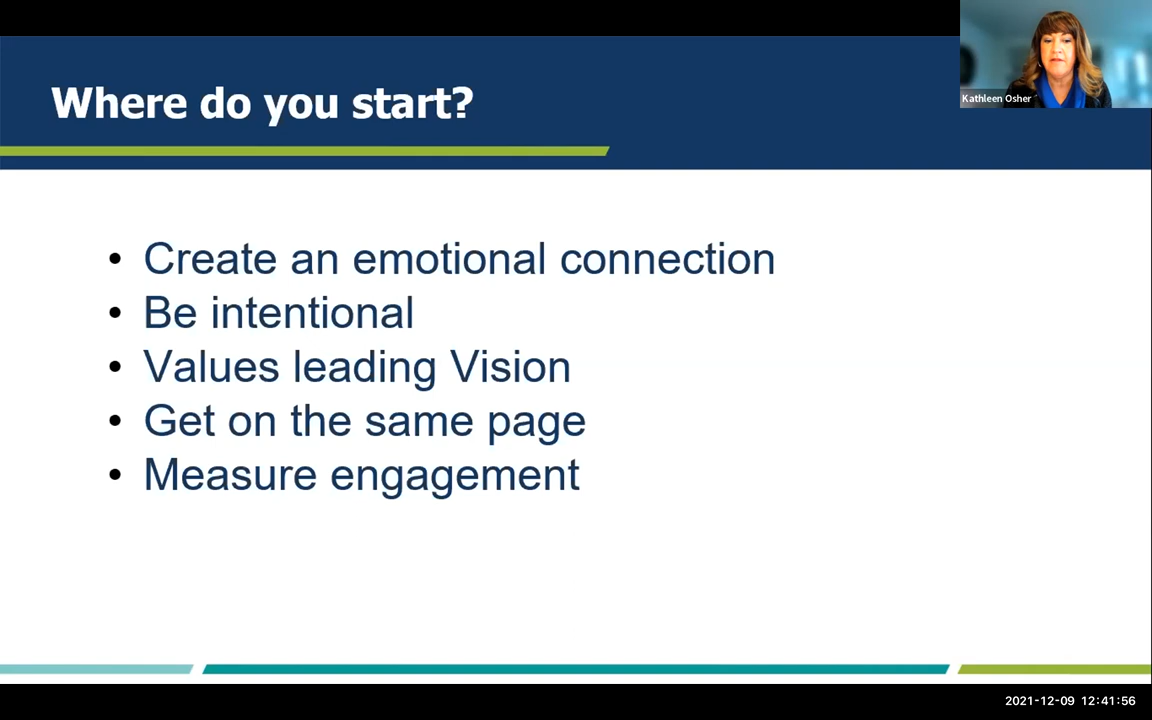 Where do you start?
Kathleen Osher
• Create an emotional connection
• Be intentional
• Values leading Vision
• Get on the same page
• Measure engagement
2021-12-09 12:41:56